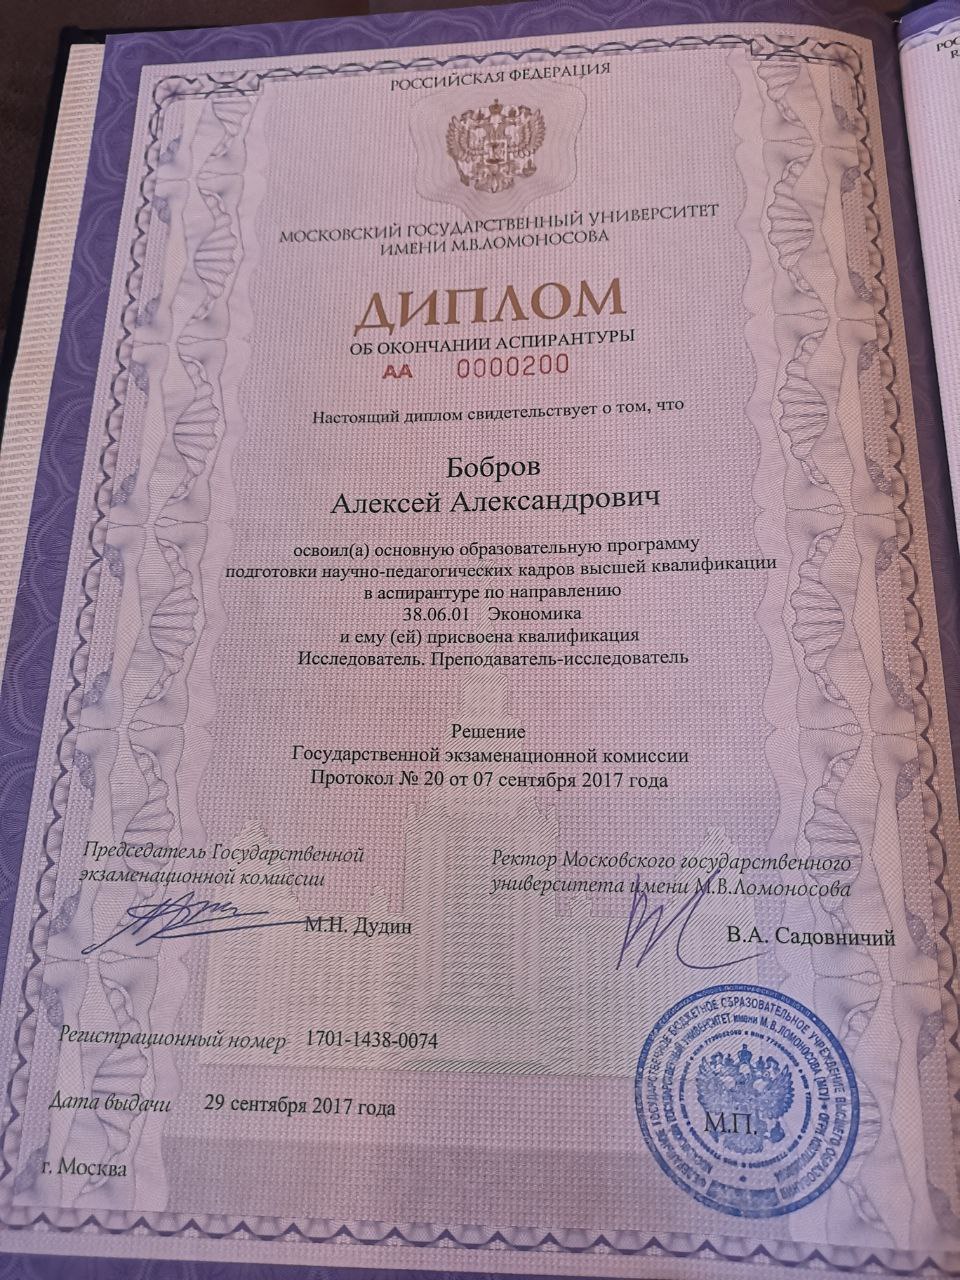 РОССИЙСКАЯ ФЕДЕРАЦИЯ
МОСКОВСКИЙ ГОСУДАРСТВЕННЫЙ УНИВЕРСИТЕТ
ИМЕНИ М.В.ЛОМОНОСОВА
ДИПЛОМ
ОБ ОКОНЧАНИИ АСПИРАНТУРЫ
АА 0000200
Настоящий диплом свидетельствует о том, что
Бобров
Алексей Александрович
освоил(а) основную образовательную программу
подготовки научно-педагогических кадров высшей квалификации
в аспирантуре по направлению
38.06.01 Экономика
и ему (ей) присвоена квалификация
Исследователь. Преподаватель-исследователь
Решение
Государственной экзаменационной комиссии
Протокол № 20 от 07 сентября 2017 года
Председатель Государственной
экзаменационной комиссии
М.Н. Дудин
Ректор Московского государственного
университета имени М.В.Ломоносова
В.А. Садовничий
Регистрационный номер 1701-1438-0074
Дата выдачи 29 сентября 2017 года
М.П.
г. Москва